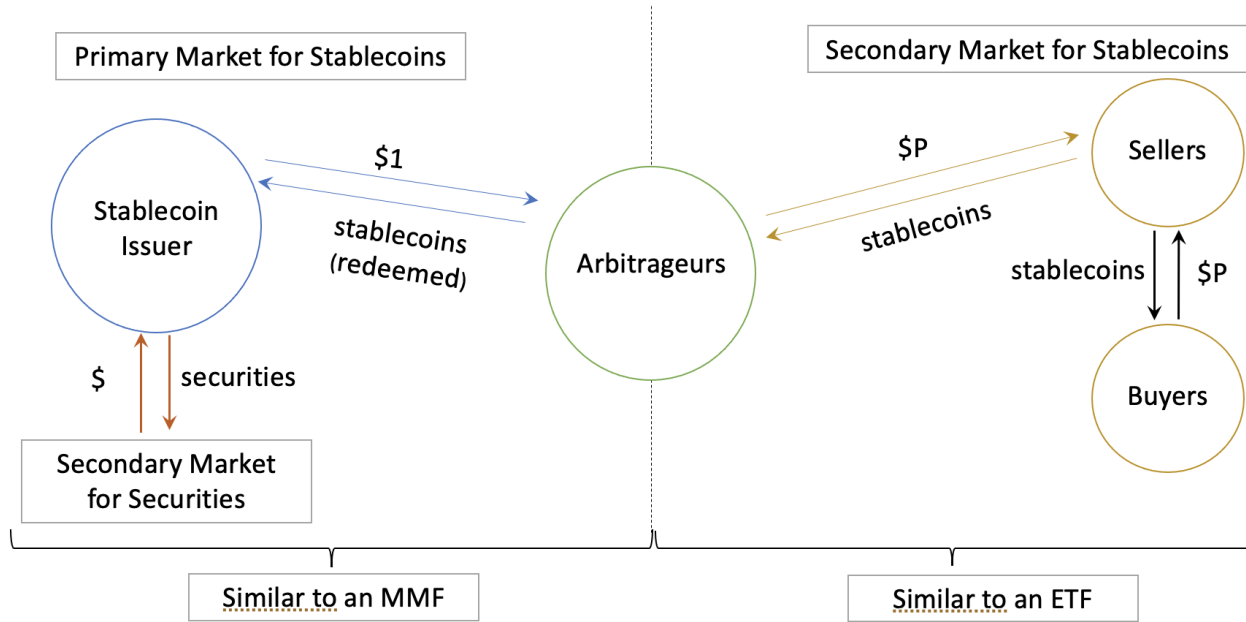 Primary Market for Stablecoins
Secondary Market for Stablecoins
Stablecoin
Issuer
$1
stablecoins
(redeemed)
Arbitrageurs
$P
stablecoins
Sellers
stablecoins
$P
Buyers
$
securities
Secondary Market
for Securities
Similar to an MMF
Similar to an ETF